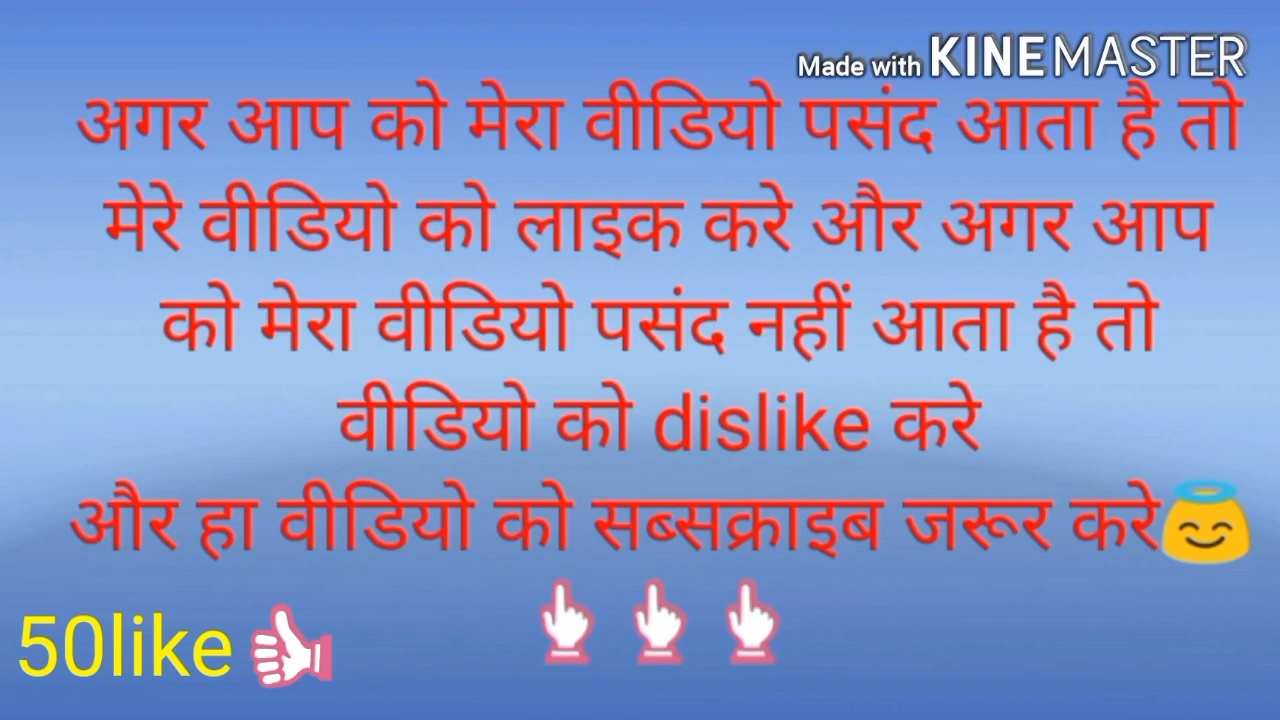 Made with KINEMASTER
अगर आप को मेरा वीडियो पसंद आता है तो
मेरे वीडियो को लाइक करे और अगर आप
को मेरा वीडियो पसंद नहीं आता है तो
वीडियो को dislike करे
और हा वीडियो को सब्सक्राइब जरूर करे😇
👆 👆 👆
50like👍